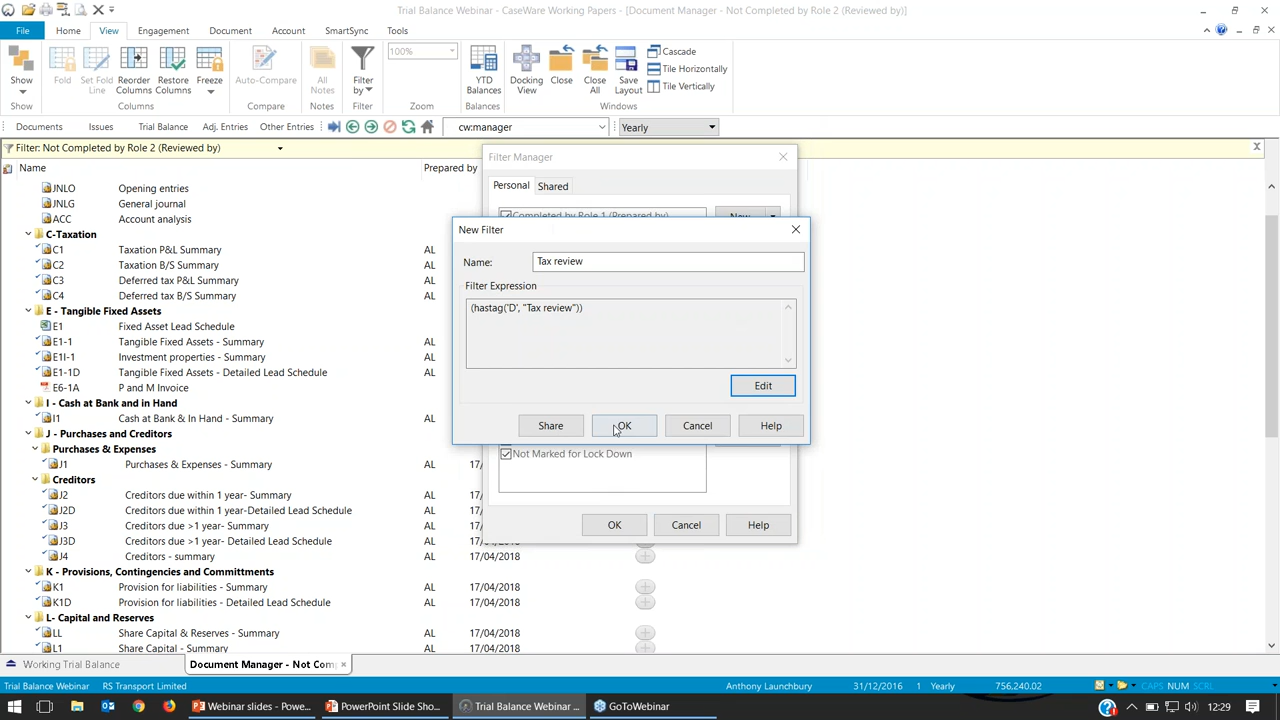 Trial Balance Webinar - CaseWare Working Papers - [Document Manager - Not Completed by Role 2 (Reviewed by)]
File Home View Engagement Document Account SmartSync Tools
Show Fold Set Fold Line Reorder Columns Restore Columns Freeze Auto-Compare All Notes Filter by 100% YTD Balances Docking View Close Close All Save Layout Cascade
Tile Horizontally
Tile Vertically
Show Columns Compare Notes Filter Zoom Balances Windows
Documents Issues Trial Balance Adj. Entries Other Entries cw:manager Yearly
Filter: Not Completed by Role 2 (Reviewed by) X
Name Prepared by
JNLO Opening entries
JNLG General journal
ACC Account analysis
C-Taxation
C1 Taxation P&L Summary AL
C2 Taxation B/S Summary AL
C3 Deferred tax P&L Summary AL
C4 Deferred tax B/S Summary AL
E - Tangible Fixed Assets
E1 Fixed Asset Lead Schedule
E1-1 Tangible Fixed Assets - Summary AL
E1I-1 Investment properties - Summary AL
E1-1D Tangible Fixed Assets - Detailed Lead Schedule AL
E6-1A P and M Invoice
I - Cash at Bank and in Hand
I1 Cash at Bank & In Hand - Summary AL
J - Purchases and Creditors
Purchases & Expenses
J1 Purchases & Expenses - Summary AL 17/
Creditors
J2 Creditors due within 1 year- Summary AL 17/
J2D Creditors due within 1 year-Detailed Lead Schedule AL 17/
J3 Creditors due >1 year- Summary AL 17/
J3D Creditors due >1 year- Detailed Lead Schedule AL 17/
J4 Creditors - summary AL 17/04/2018
K - Provisions, Contingencies and Committments
K1 Provision for liabilities - Summary AL 17/04/2018
K1D Provision for liabilities - Detailed Lead Schedule AL 17/04/2018
L- Capital and Reserves
LL Share Capital & Reserves - Summary AL 17/04/2018
L1 Share Capital - Summary AL 17/04/2018
Filter Manager
Personal Shared
Completed by Role 1 (Prepared by) New
New Filter
Name: Tax review
Filter Expression
(hastag('D', "Tax review"))
Edit
Share OK Cancel Help
Not Marked for Lock Down
OK Cancel Help
Working Trial Balance Document Manager - Not Com
Trial Balance Webinar RS Transport Limited Anthony Launchbury 31/12/2016 1 Yearly 756,240.02 CAPS NUM SCRL
Webinar slides - Powe... PowerPoint Slide Sho... Trial Balance Webinar ... GoToWebinar 12:29